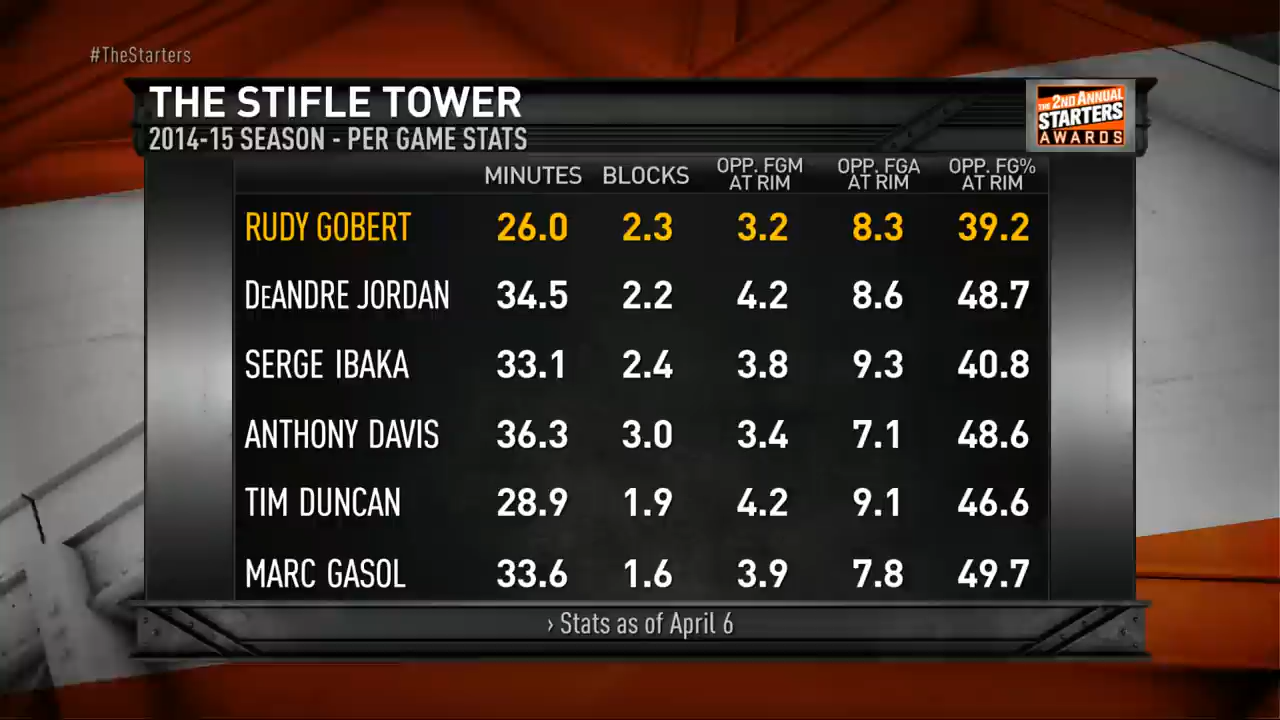 #TheStarters
THE STIFLE TOWER
2014-15 SEASON - PER GAME STATS
THE 2ND ANNUAL
STARTERS
AWARDS
MINUTES BLOCKS OPP. FGM AT RIM OPP. FGA AT RIM OPP. FG% AT RIM
RUDY GOBERT 26.0 2.3 3.2 8.3 39.2
DeANDRE JORDAN 34.5 2.2 4.2 8.6 48.7
SERGE IBAKA 33.1 2.4 3.8 9.3 40.8
ANTHONY DAVIS 36.3 3.0 3.4 7.1 48.6
TIM DUNCAN 28.9 1.9 4.2 9.1 46.6
MARC GASOL 33.6 1.6 3.9 7.8 49.7
› Stats as of April 6